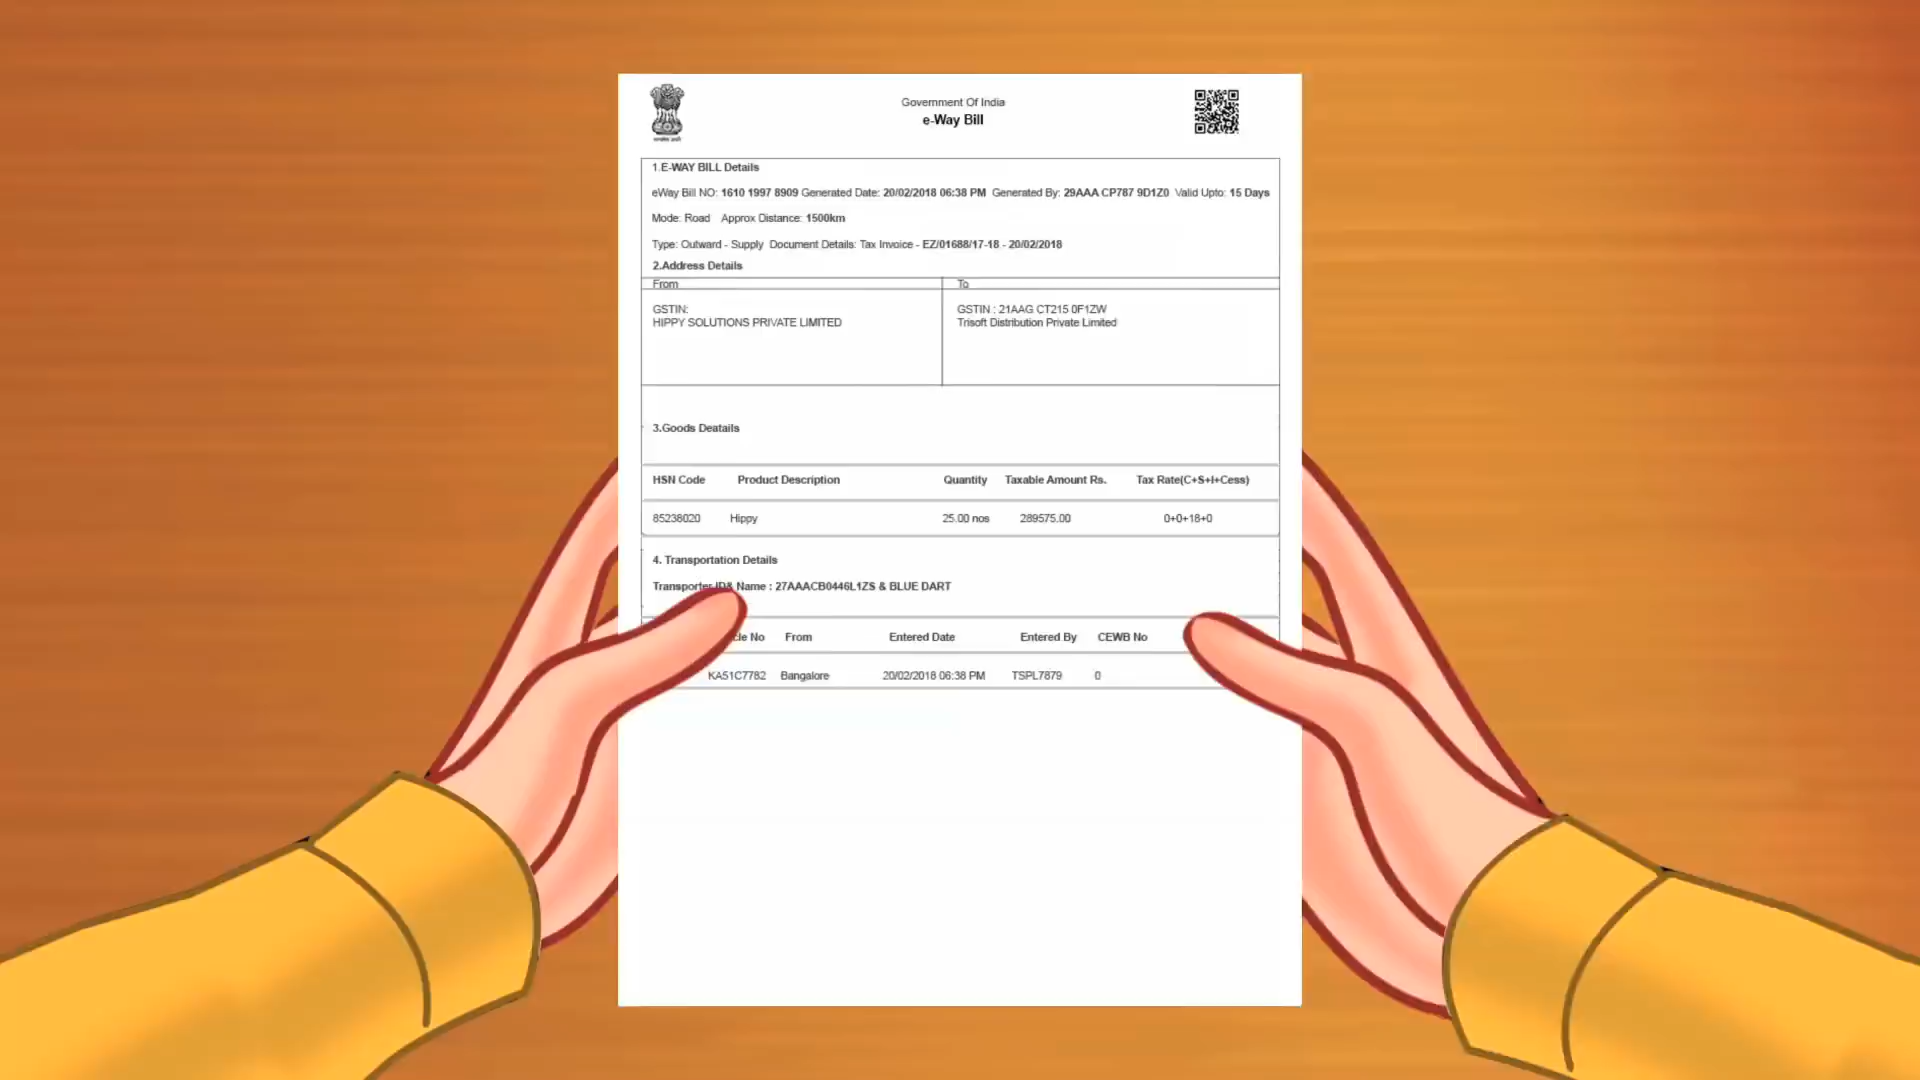 Government Of India
e-Way Bill
1.E-WAY BILL Details
eWay Bill NO: 1610 1997 8909 Generated Date: 20/02/2018 06:38 PM Generated By: 29AAA CP787 9D1Z0 Valid Upto: 15 Days
Mode: Road Approx Distance: 1500km
Type: Outward - Supply Document Details: Tax Invoice - EZ/01688/17-18 - 20/02/2018
2.Address Details
From To
GSTIN: GSTIN : 21AAG CT215 0F1ZW
HIPPY SOLUTIONS PRIVATE LIMITED Trisoft Distribution Private Limited
3.Goods Deatails
HSN Code Product Description Quantity Taxable Amount Rs. Tax Rate(C+S+I+Cess)
85238020 Hippy 25.00 nos 289575.00 0+0+18+0
4. Transportation Details
Transporter ID& Name : 27AAACB0446L1ZS & BLUE DART
cle No From Entered Date Entered By CEWB No
KA51C7782 Bangalore 20/02/2018 06:38 PM TSPL7879 0